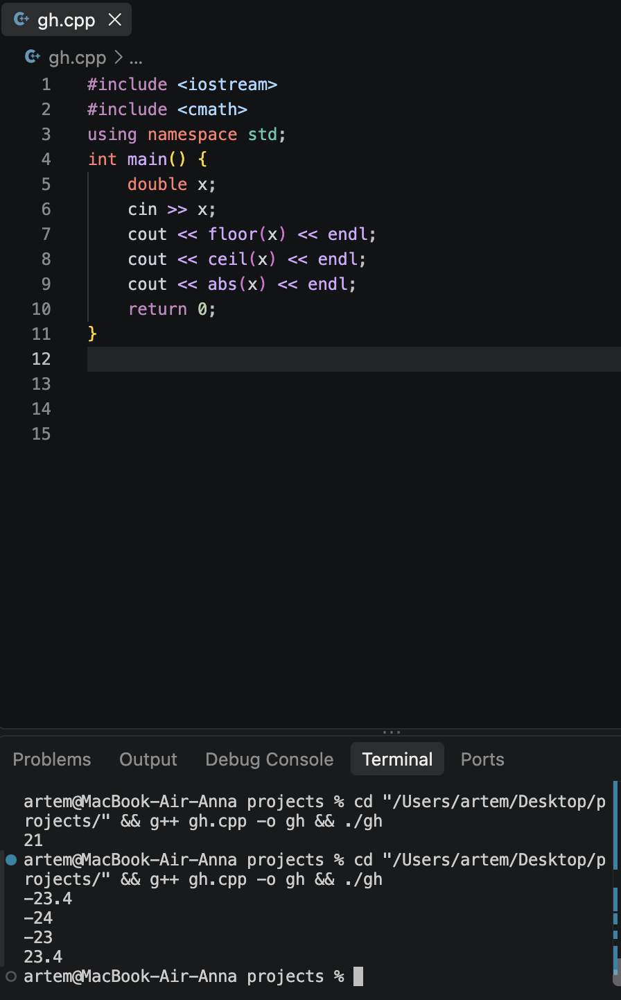 gh.cpp
gh.cpp > ...
1 #include <iostream>
2 #include <cmath>
3 using namespace std;
4 int main() {
5     double x;
6     cin >> x;
7     cout << floor(x) << endl;
8     cout << ceil(x) << endl;
9     cout << abs(x) << endl;
10     return 0;
11 }
12
13
14
15
Problems Output Debug Console Terminal Ports
artem@MacBook-Air-Anna projects % cd "/Users/artem/Desktop/p
rojects/" && g++ gh.cpp -o gh && ./gh
21
artem@MacBook-Air-Anna projects % cd "/Users/artem/Desktop/p
rojects/" && g++ gh.cpp -o gh && ./gh
-23.4
-24
-23
23.4
artem@MacBook-Air-Anna projects %